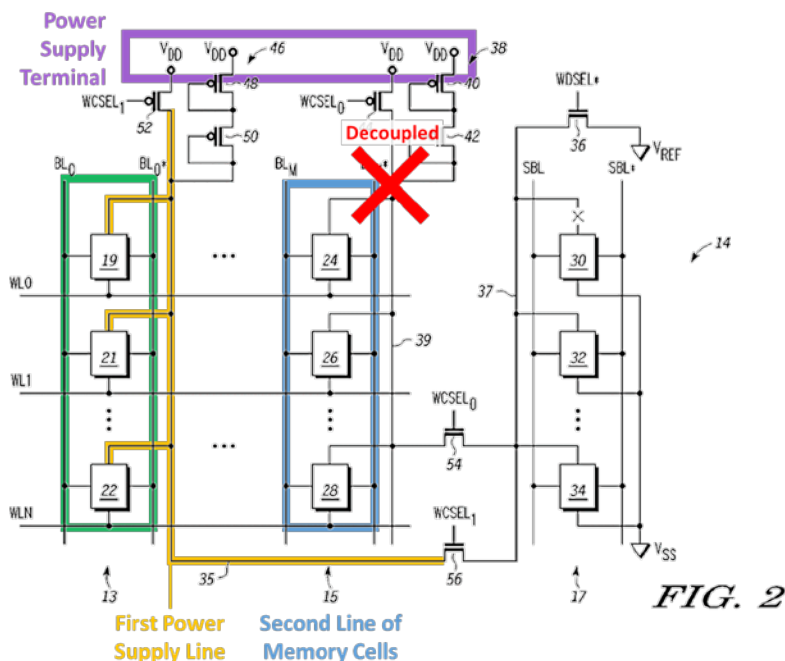 Power
Supply
Terminal
VDD VDD 46 VDD VDD 38
48 40
WCSEL1 WCSEL0 WDSEL*
52 50 Decoupled 42 36
VREF
BL0 BL0* BLM SBL SBL*
19 ... 24 30 14
WL0
37
21 26 39 32
WL1
WCSEL0
54
22 ... 28 34
WLN
WCSEL1
56
VSS
35
13 15 17
FIG. 2
First Power
Supply Line
Second Line of
Memory Cells